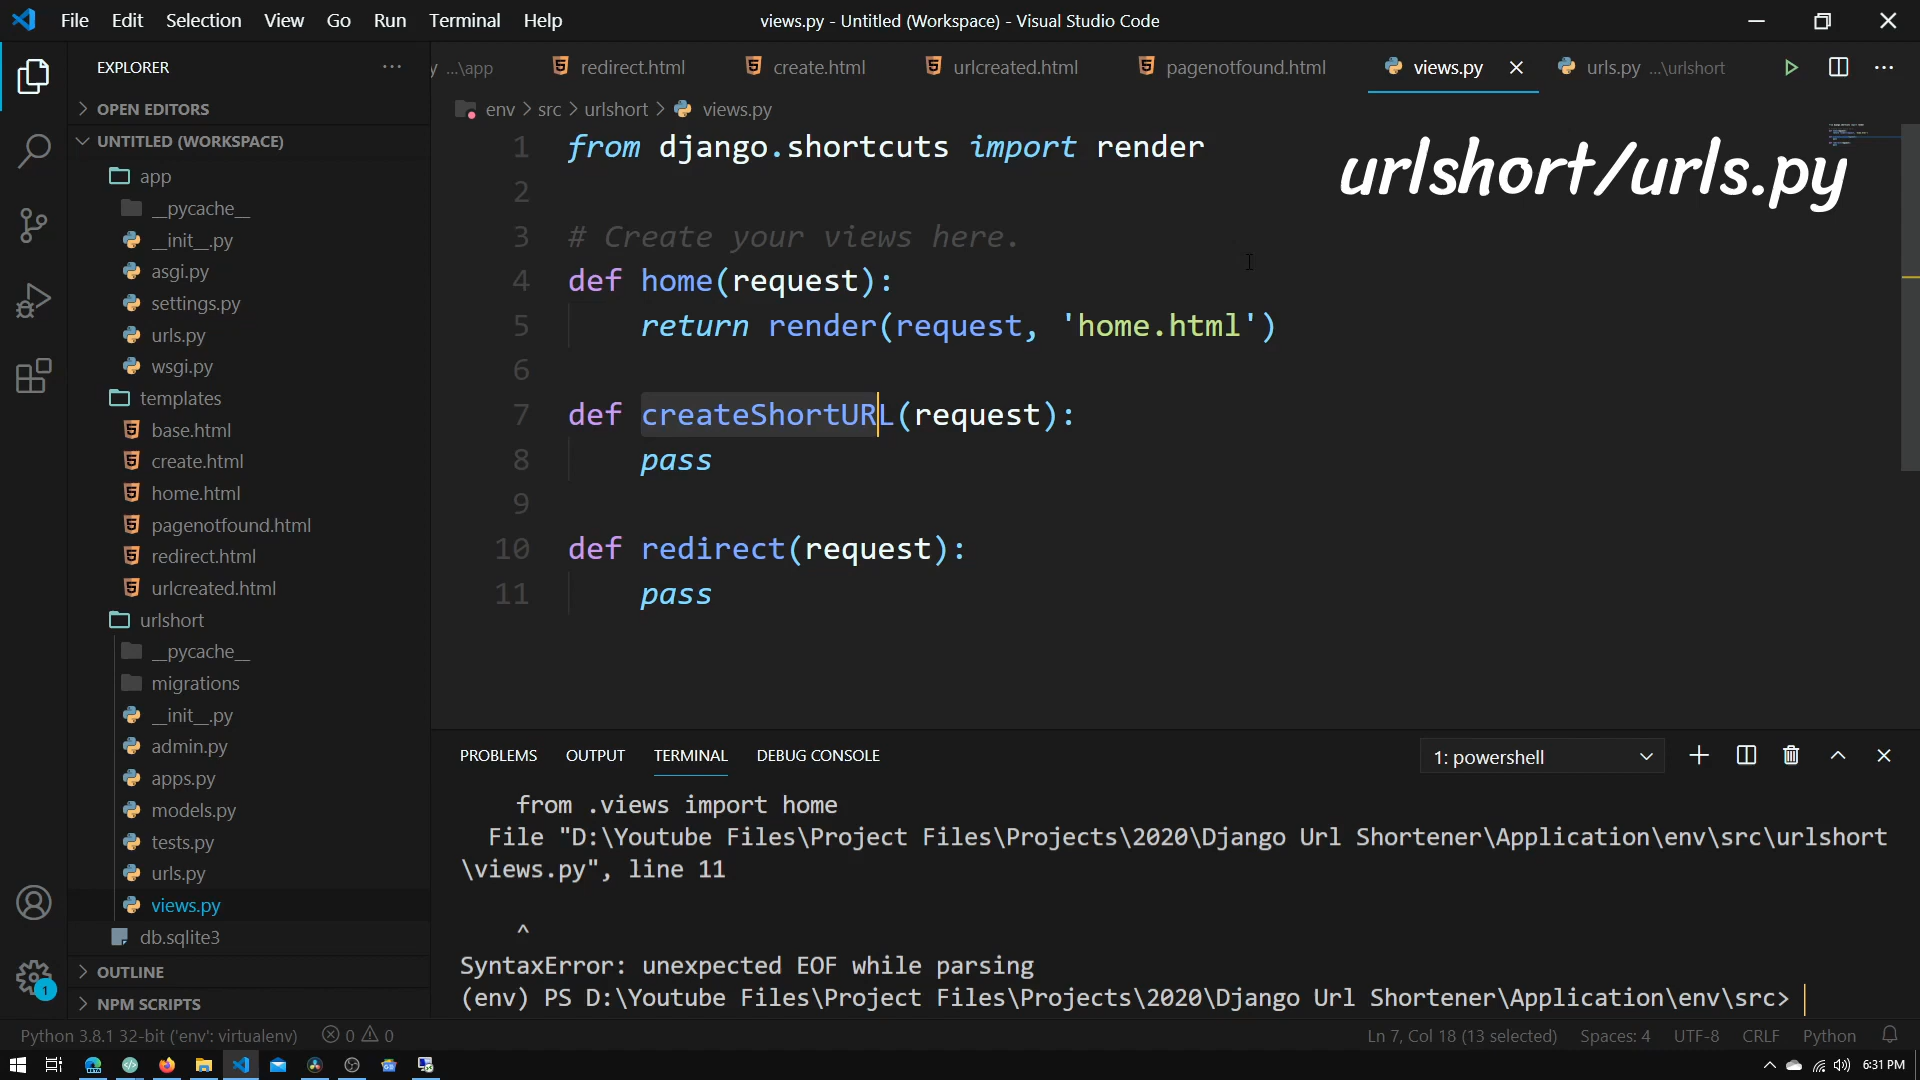 File Edit Selection View Go Run Terminal Help
views.py - Untitled (Workspace) - Visual Studio Code
EXPLORER
y ...\app redirect.html create.html urlcreated.html pagenotfound.html views.py urls.py ...\urlshort
OPEN EDITORS
env > src > urlshort > views.py
UNTITLED (WORKSPACE)
app
__pycache__
__init__.py
asgi.py
settings.py
urls.py
wsgi.py
templates
base.html
create.html
home.html
pagenotfound.html
redirect.html
urlcreated.html
urlshort
__pycache__
migrations
__init__.py
admin.py
apps.py
models.py
tests.py
urls.py
views.py
db.sqlite3
OUTLINE
NPM SCRIPTS
1
urlshort/urls.py
1 from django.shortcuts import render
2
3 # Create your views here.
4 def home(request):
5 return render(request, 'home.html')
6
7 def createShortURL(request):
8 pass
9
10 def redirect(request):
11 pass
PROBLEMS OUTPUT TERMINAL DEBUG CONSOLE
1: powershell
from .views import home
File "D:\Youtube Files\Project Files\Projects\2020\Django Url Shortener\Application\env\src\urlshort
\views.py", line 11
^
SyntaxError: unexpected EOF while parsing
(env) PS D:\Youtube Files\Project Files\Projects\2020\Django Url Shortener\Application\env\src>
Python 3.8.1 32-bit ('env': virtualenv) 0 0
Ln 7, Col 18 (13 selected) Spaces: 4 UTF-8 CRLF Python
6:31 PM